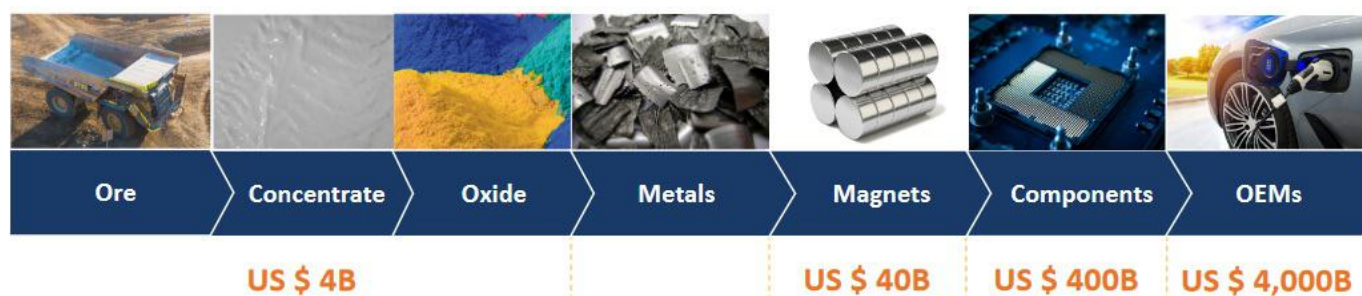 Ore
Concentrate
Oxide
Metals
Magnets
Components
OEMs
US $ 4B
US $ 40B
US $ 400B
US $ 4,000B